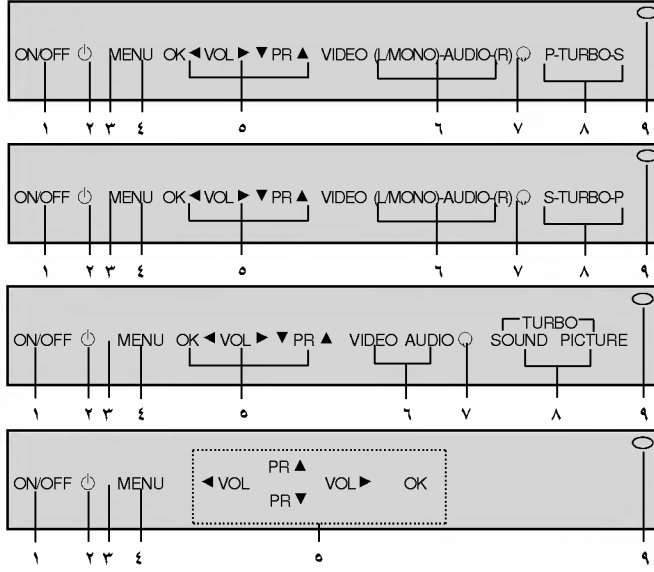 ON/OFF MENU OK ◄ VOL ► ▼ PR ▲ VIDEO (L/MONO)-AUDIO-(R) P-TURBO-S
١ ٢ ٣ ٤ ٥ ٦ ٧ ٨ ٩
ON/OFF MENU OK ◄ VOL ► ▼ PR ▲ VIDEO (L/MONO)-AUDIO-(R) S-TURBO-P
١ ٢ ٣ ٤ ٥ ٦ ٧ ٨ ٩
TURBO
ON/OFF MENU OK ◄ VOL ► ▼ PR ▲ VIDEO AUDIO SOUND PICTURE
١ ٢ ٣ ٤ ٥ ٦ ٧ ٨ ٩
PR ▲
ON/OFF MENU ◄ VOL VOL ► OK
PR ▼
١ ٢ ٣ ٤ ٥ ٩